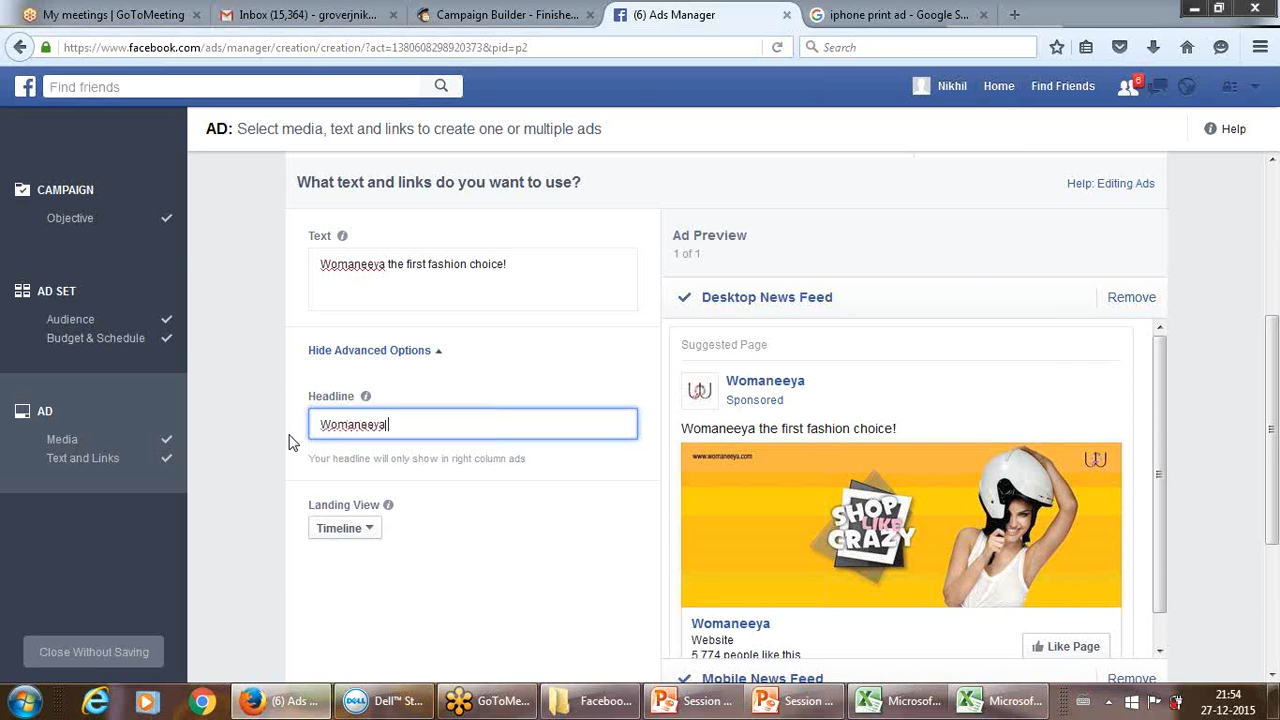 My meetings | GoToMeeting
Inbox (15,364) - groverjnik...
Campaign Builder - Finishe...
(6) Ads Manager
iphone print ad - Google S...
https://www.facebook.com/ads/manager/creation/creation/?act=1380608298920373&pid=p2
Search
Find friends
Nikhil
Home
Find Friends
8
AD: Select media, text and links to create one or multiple ads
Help
CAMPAIGN
Objective
AD SET
Audience
Budget & Schedule
AD
Media
Text and Links
Close Without Saving
What text and links do you want to use?
Help: Editing Ads
Text
Womaneeya the first fashion choice!
Hide Advanced Options
Headline
Womaneeya
Your headline will only show in right column ads
Landing View
Timeline
Ad Preview
1 of 1
Desktop News Feed
Remove
Suggested Page
Womaneeya
Sponsored
Womaneeya the first fashion choice!
www.womaneeya.com
SHOP
LIKE
CRAZY
Womaneeya
Website
5,774 people like this
Like Page
Mobile News Feed
Remove
(6) Ads ...
DELL
Dell™ St...
GoToMe...
Faceboo...
Session ...
Session ...
Microsof...
Microsof...
21:54
27-12-2015